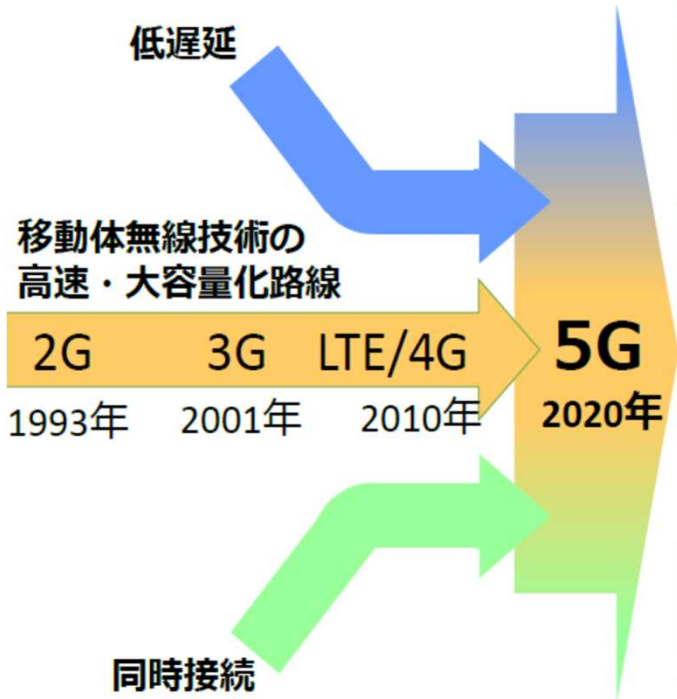 低遅延
移動体無線技術の
高速・大容量化路線
2G 3G LTE/4G 5G
1993年 2001年 2010年 2020年
同時接続